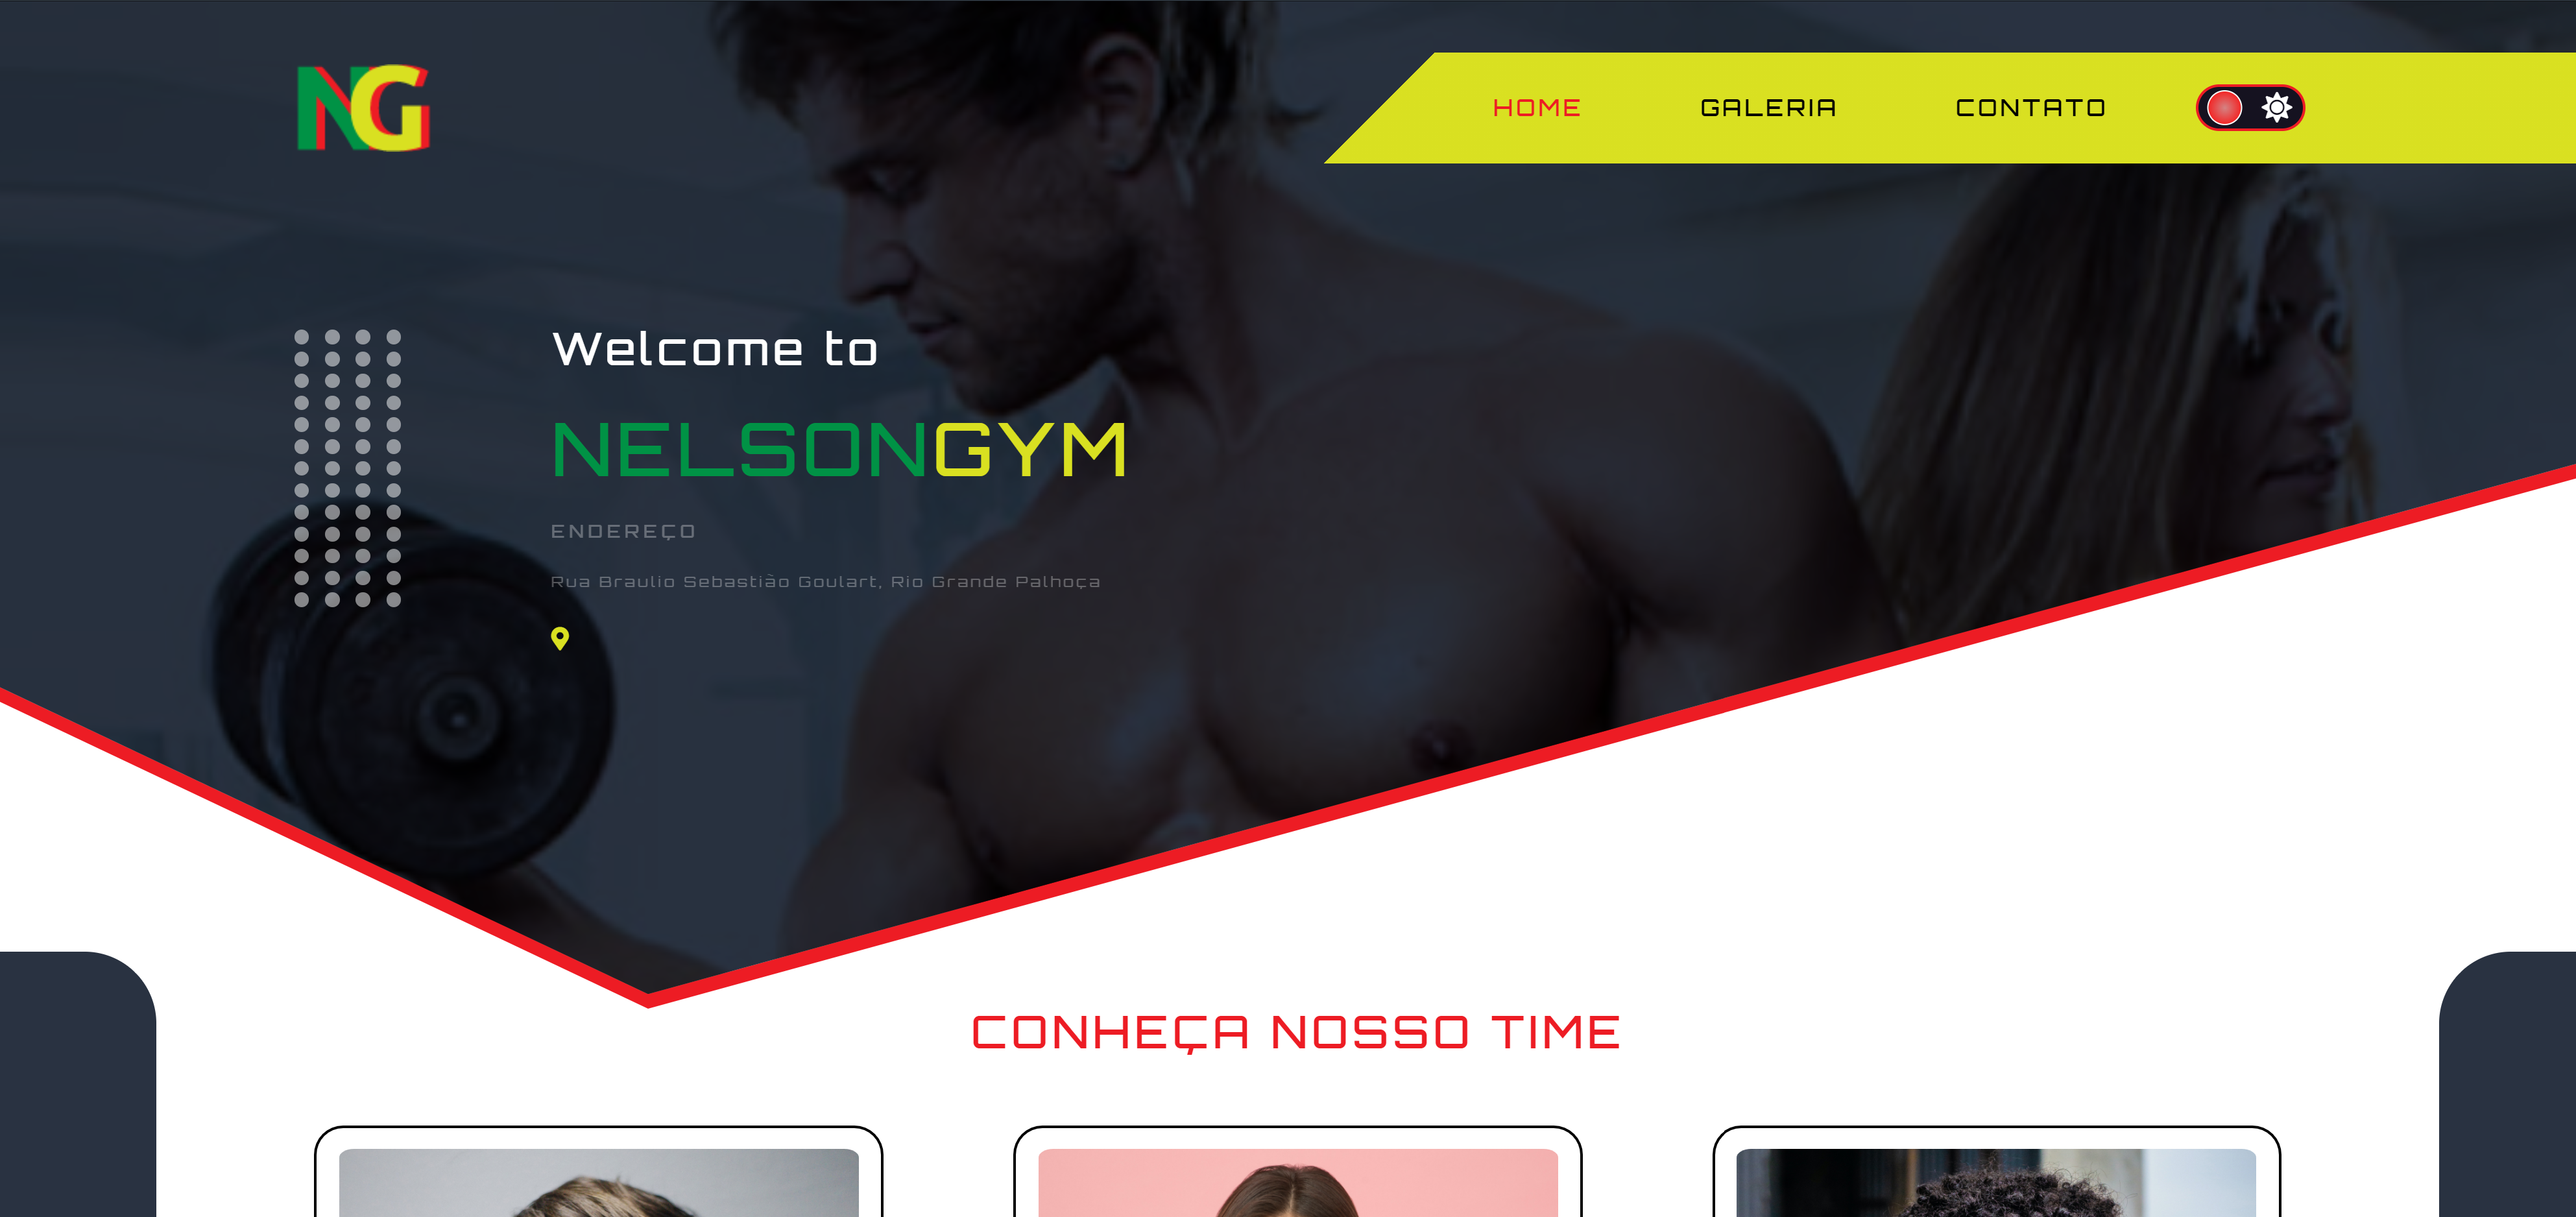 NG
HOME
GALERIA
CONTATO
Welcome to
NELSONGYM
ENDEREÇO
Rua Braulio Sebastião Goulart, Rio Grande Palhoça
CONHEÇA NOSSO TIME